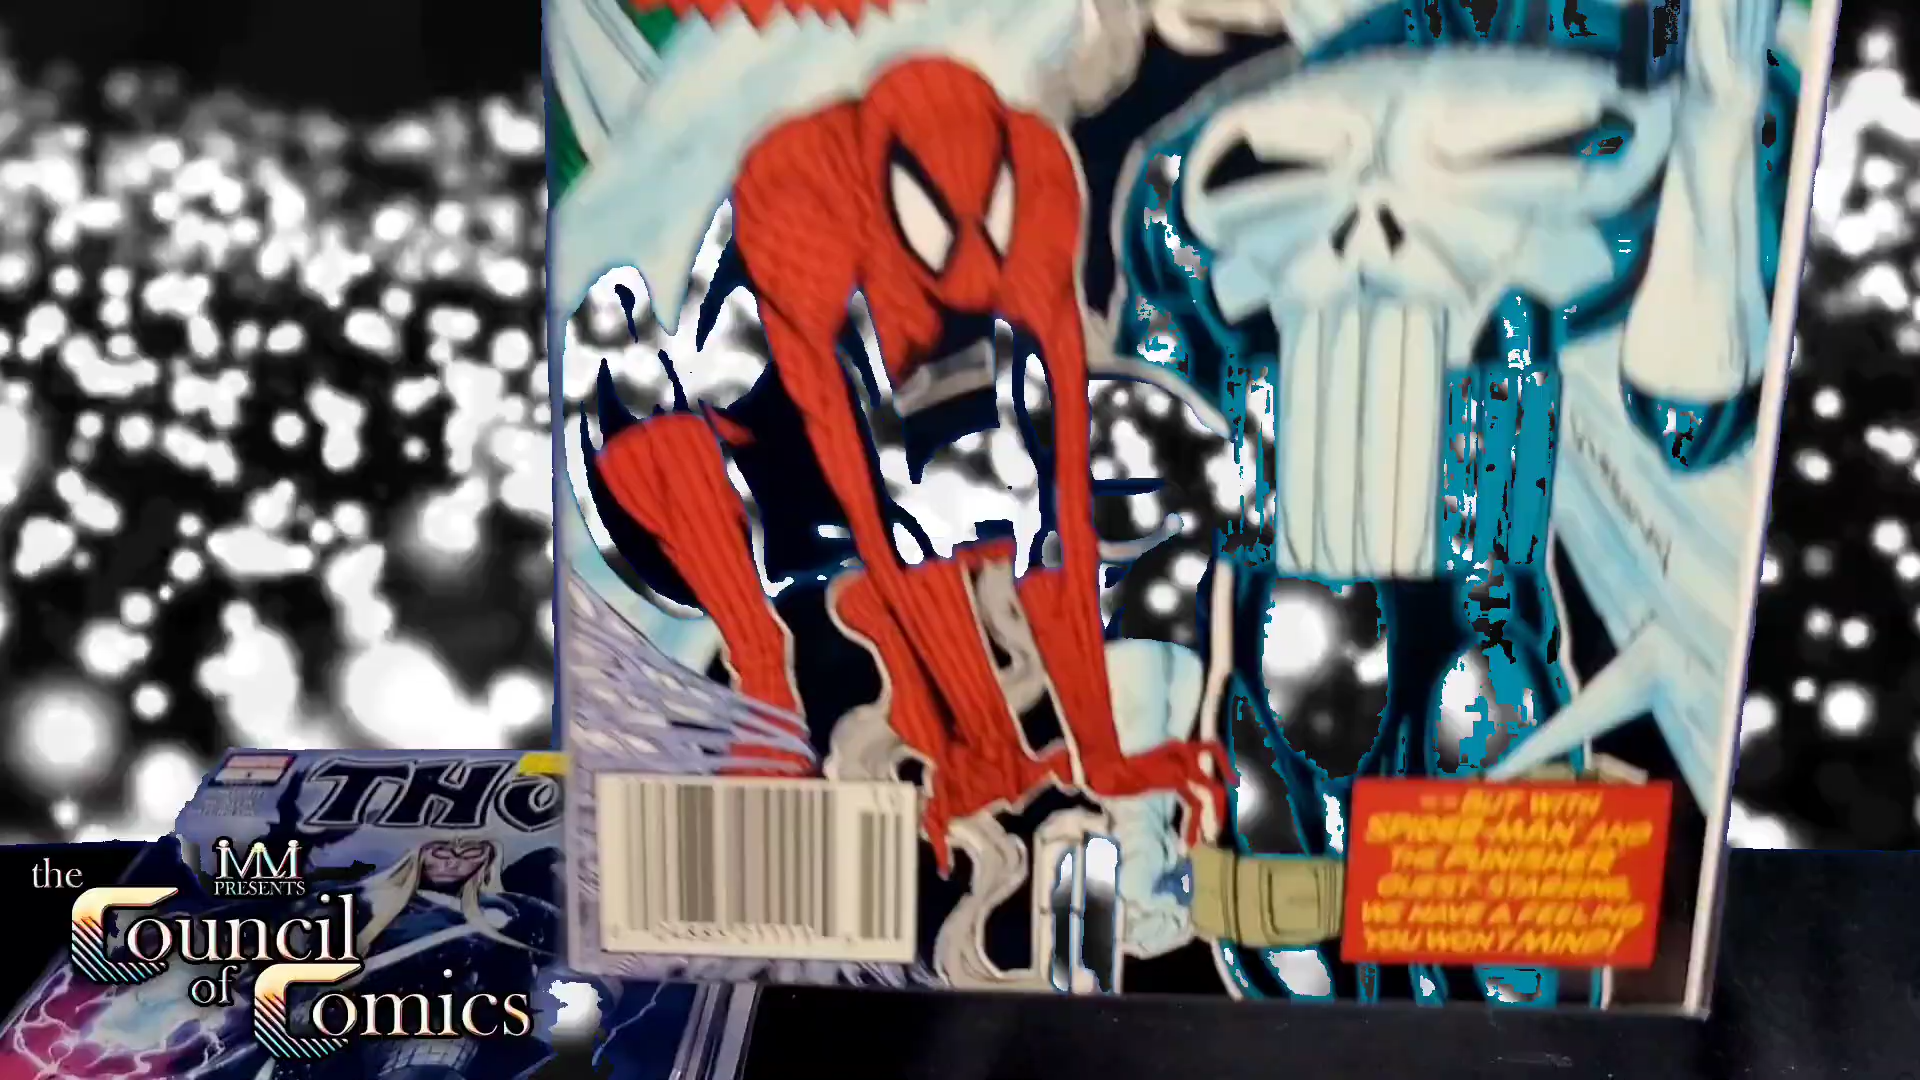 THO
the
iMMi
PRESENTS
Council
of
Comics
--BUT WITH
SPIDER-MAN AND
THE PUNISHER
GUEST-STARRING,
WE HAVE A FEELING
YOU WON'T MIND!